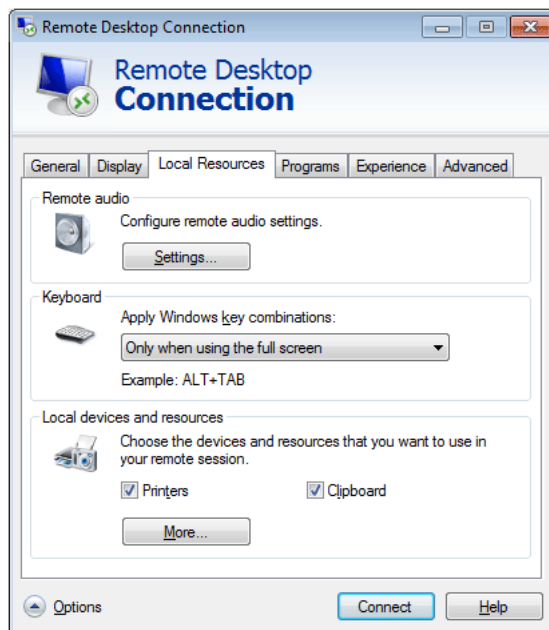 Remote Desktop Connection
Remote Desktop
Connection
General Display Local Resources Programs Experience Advanced
Remote audio
Configure remote audio settings.
Settings...
Keyboard
Apply Windows key combinations:
Only when using the full screen
Example: ALT+TAB
Local devices and resources
Choose the devices and resources that you want to use in
your remote session.
Printers Clipboard
More...
Options Connect Help